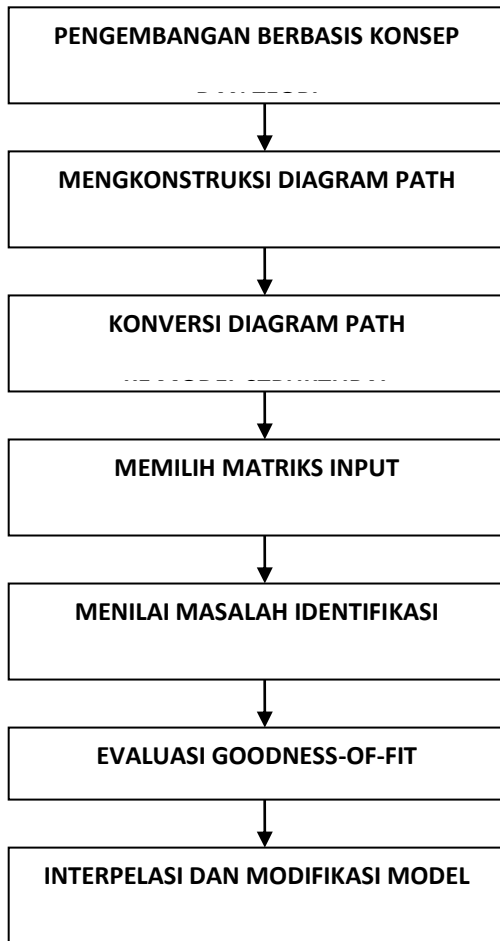 PENGEMBANGAN BERBASIS KONSEP
MENGKONSTRUKSI DIAGRAM PATH
KONVERSI DIAGRAM PATH
MEMILIH MATRIKS INPUT
MENILAI MASALAH IDENTIFIKASI
EVALUASI GOODNESS-OF-FIT
INTERPELASI DAN MODIFIKASI MODEL